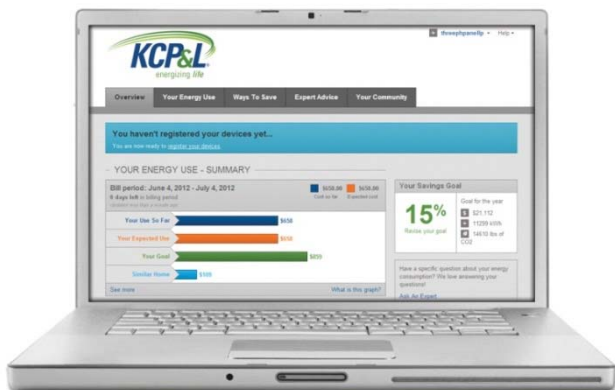 KCP&L
energizing life
threephpanellp Help
Overview Your Energy Use Ways To Save Expert Advice Your Community
You haven't registered your devices yet...
You are now ready to register your devices
YOUR ENERGY USE - SUMMARY
Bill period: June 4, 2012 - July 4, 2012
6 days left in billing period
$658.00 $658.00
Cost so far Expected cost
Your Use So Far $658
Your Expected Use $658
Your Goal
Similar Home $105
See more What is this graph?
Your Savings Goal
15%
Revise your goal
Goal for the year
$21,112
11299 kWh
14610 lbs of
CO2
Have a specific question about your energy
consumption? We love answering your
questions!
Ask An Expert